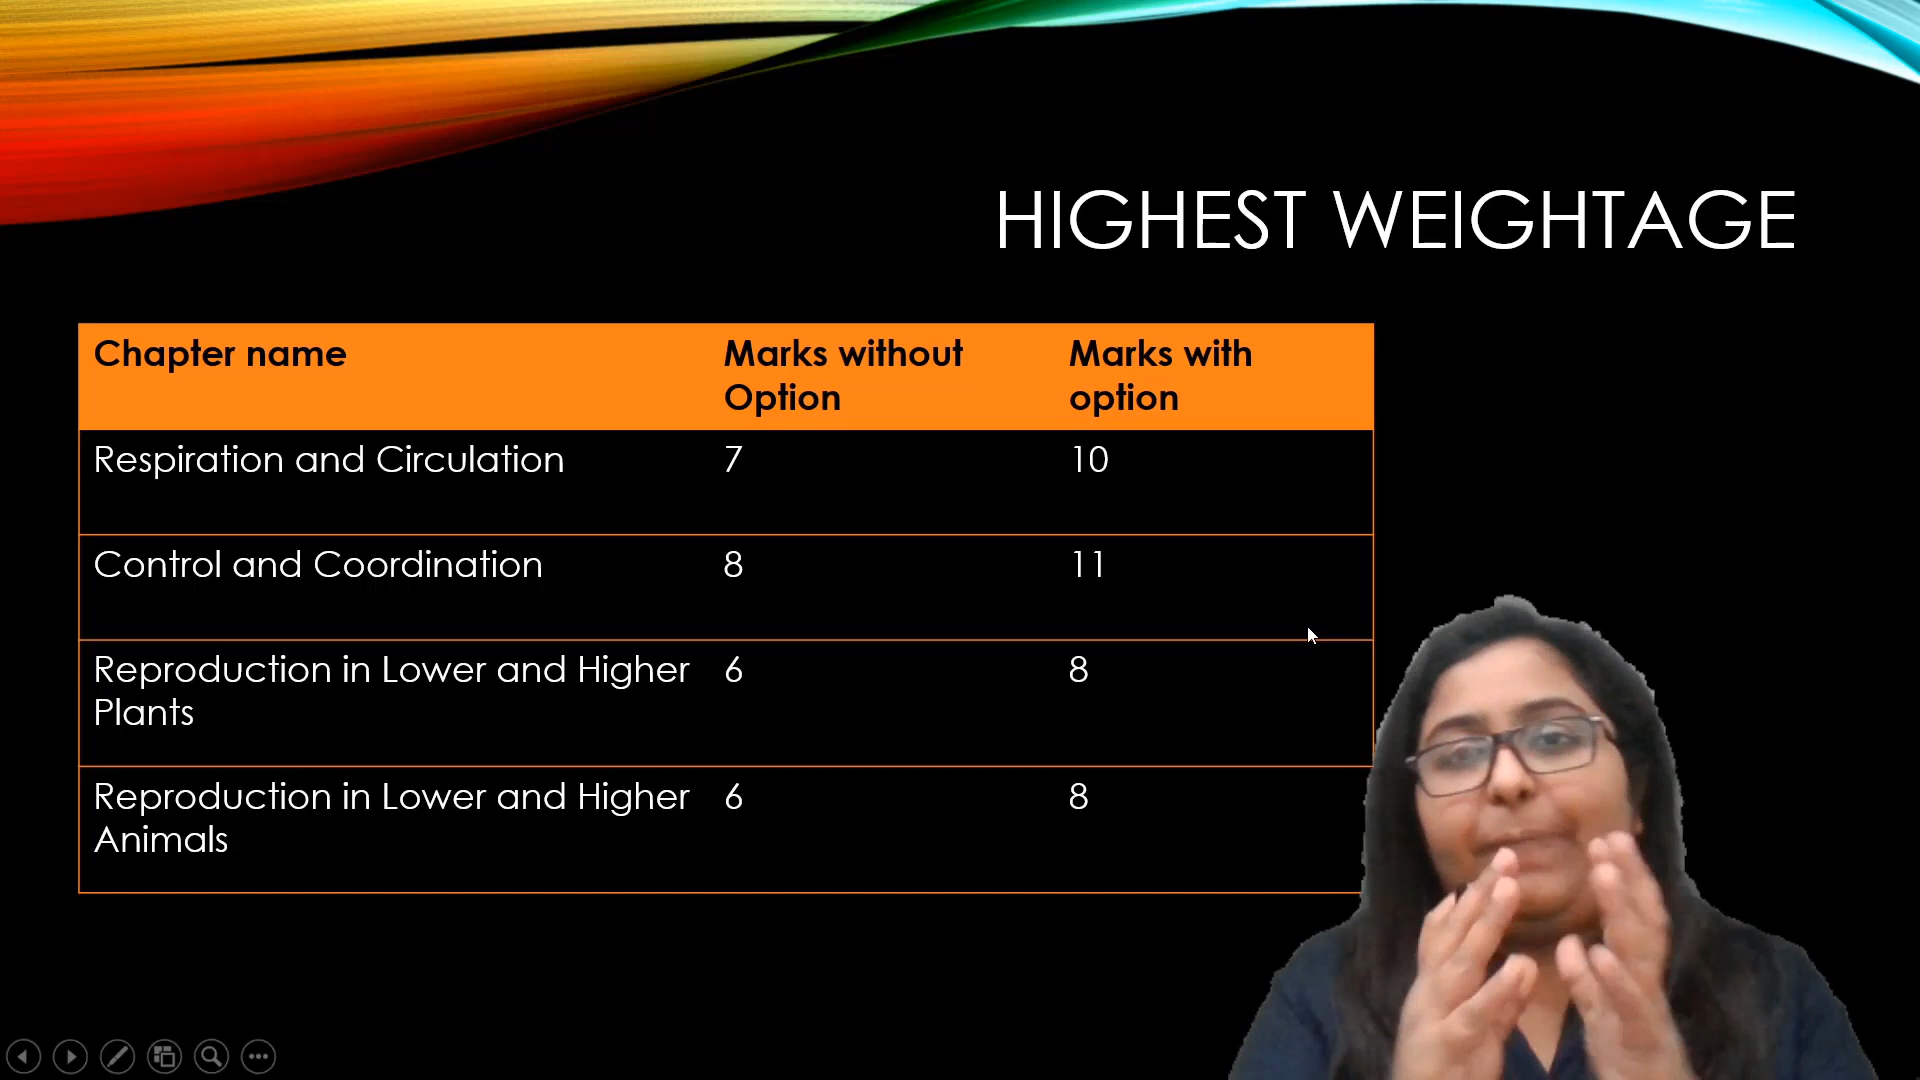 HIGHEST WEIGHTAGE
Chapter name
Marks without
Option
Marks with
option
Respiration and Circulation
7
10
Control and Coordination
8
11
Reproduction in Lower and Higher
Plants
6
8
Reproduction in Lower and Higher
Animals
6
8